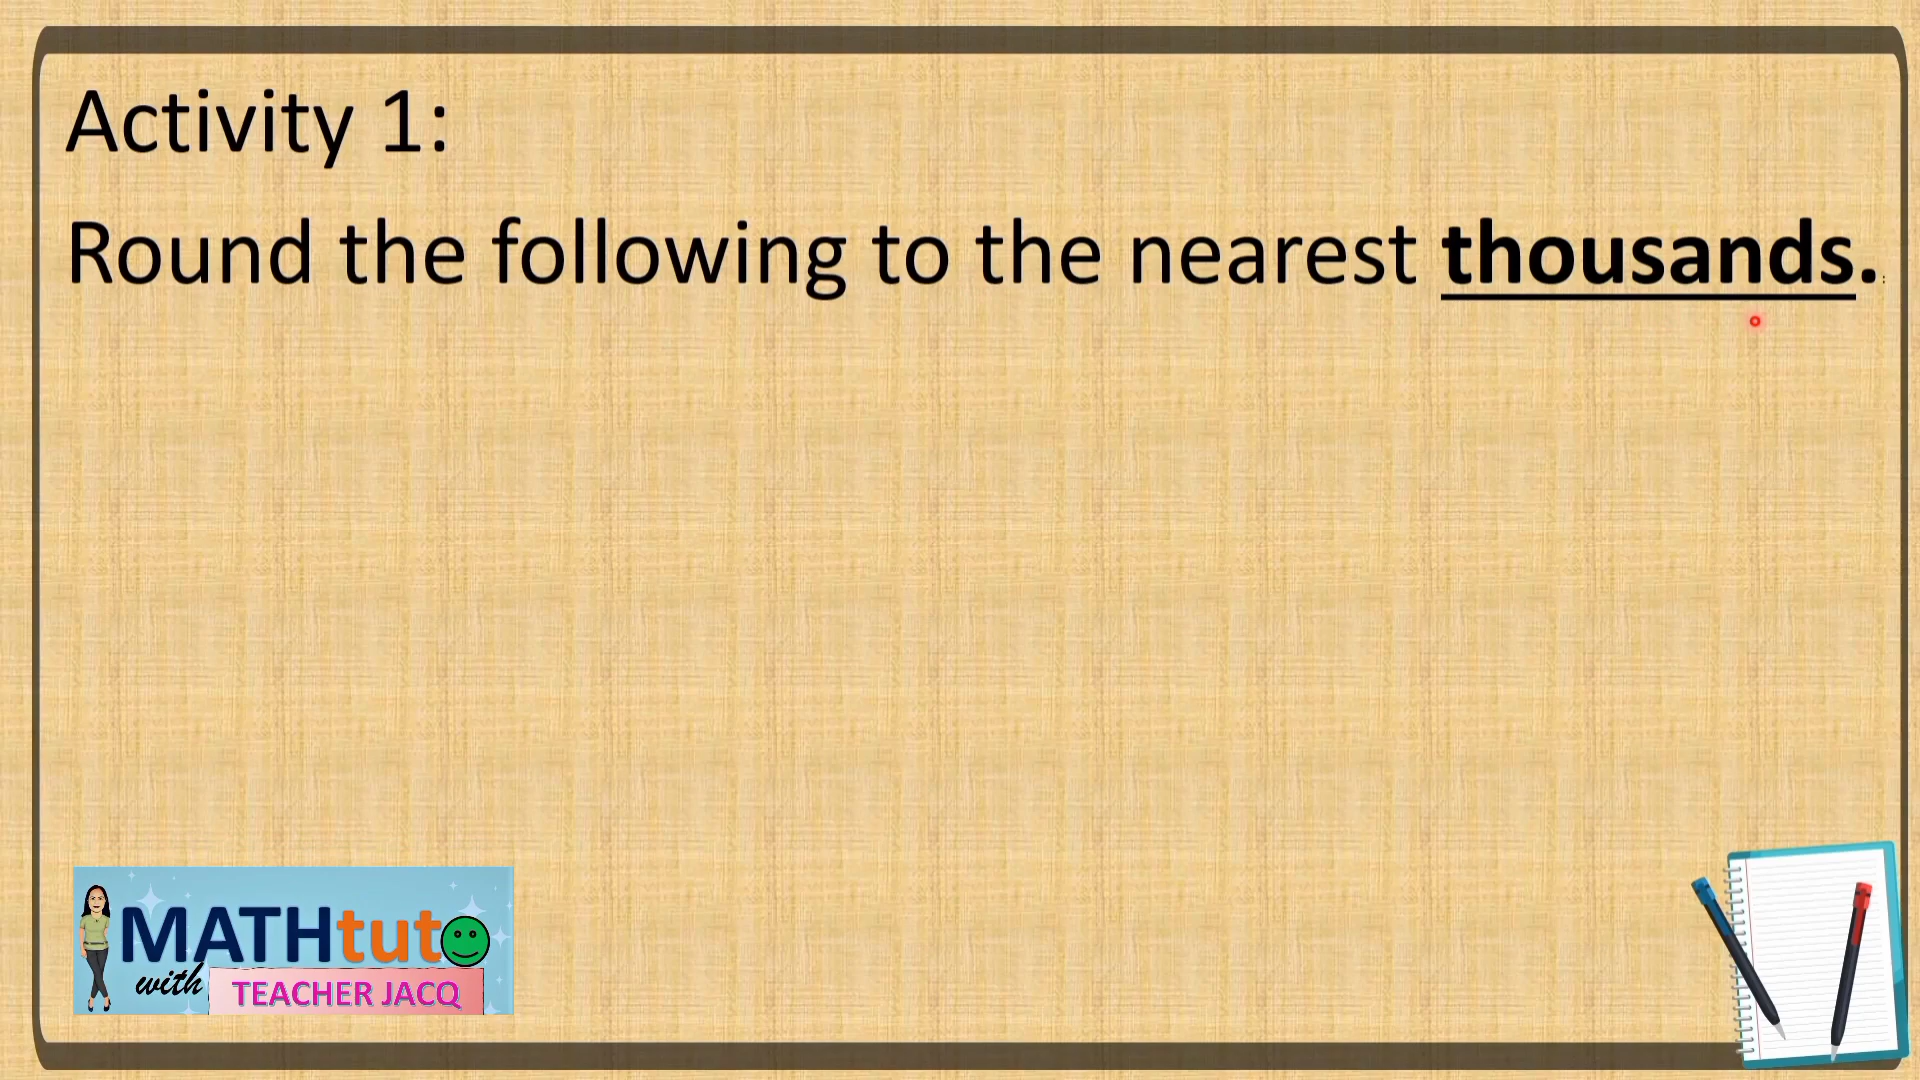 Activity 1:
Round the following to the nearest thousands.
MATHtuto
with TEACHER JACQ